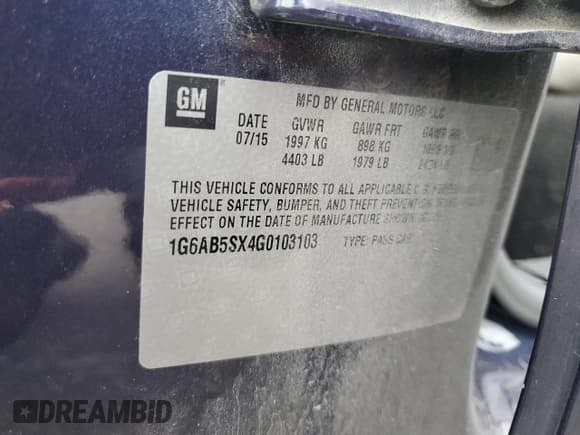 GM
MFD BY GENERAL MOTORS LLC
DATE GVWR GAWR FRT GAWR RR
07/15 1997 KG 898 KG
4403 LB 1979 LB
THIS VEHICLE CONFORMS TO ALL APPLICABLE
VEHICLE SAFETY, BUMPER, AND THEFT PREVENTION
EFFECT ON THE DATE OF MANUFACTURE SHOWN
1G6AB5SX4G0103103 TYPE: PASS CAR
DREAMBID